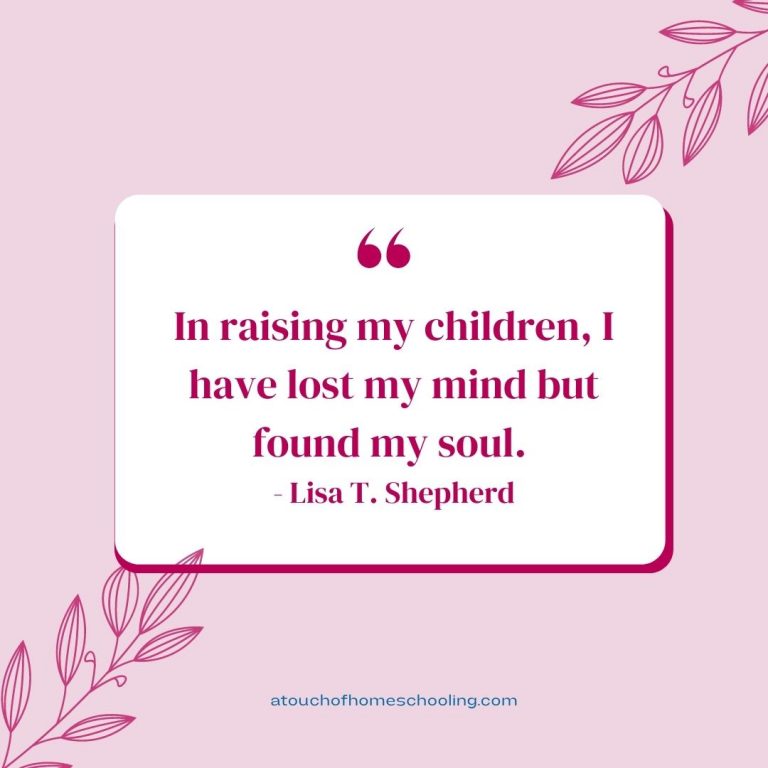 ❝
In raising my children, I
have lost my mind but
found my soul.
- Lisa T. Shepherd
atouchofhomeschooling.com